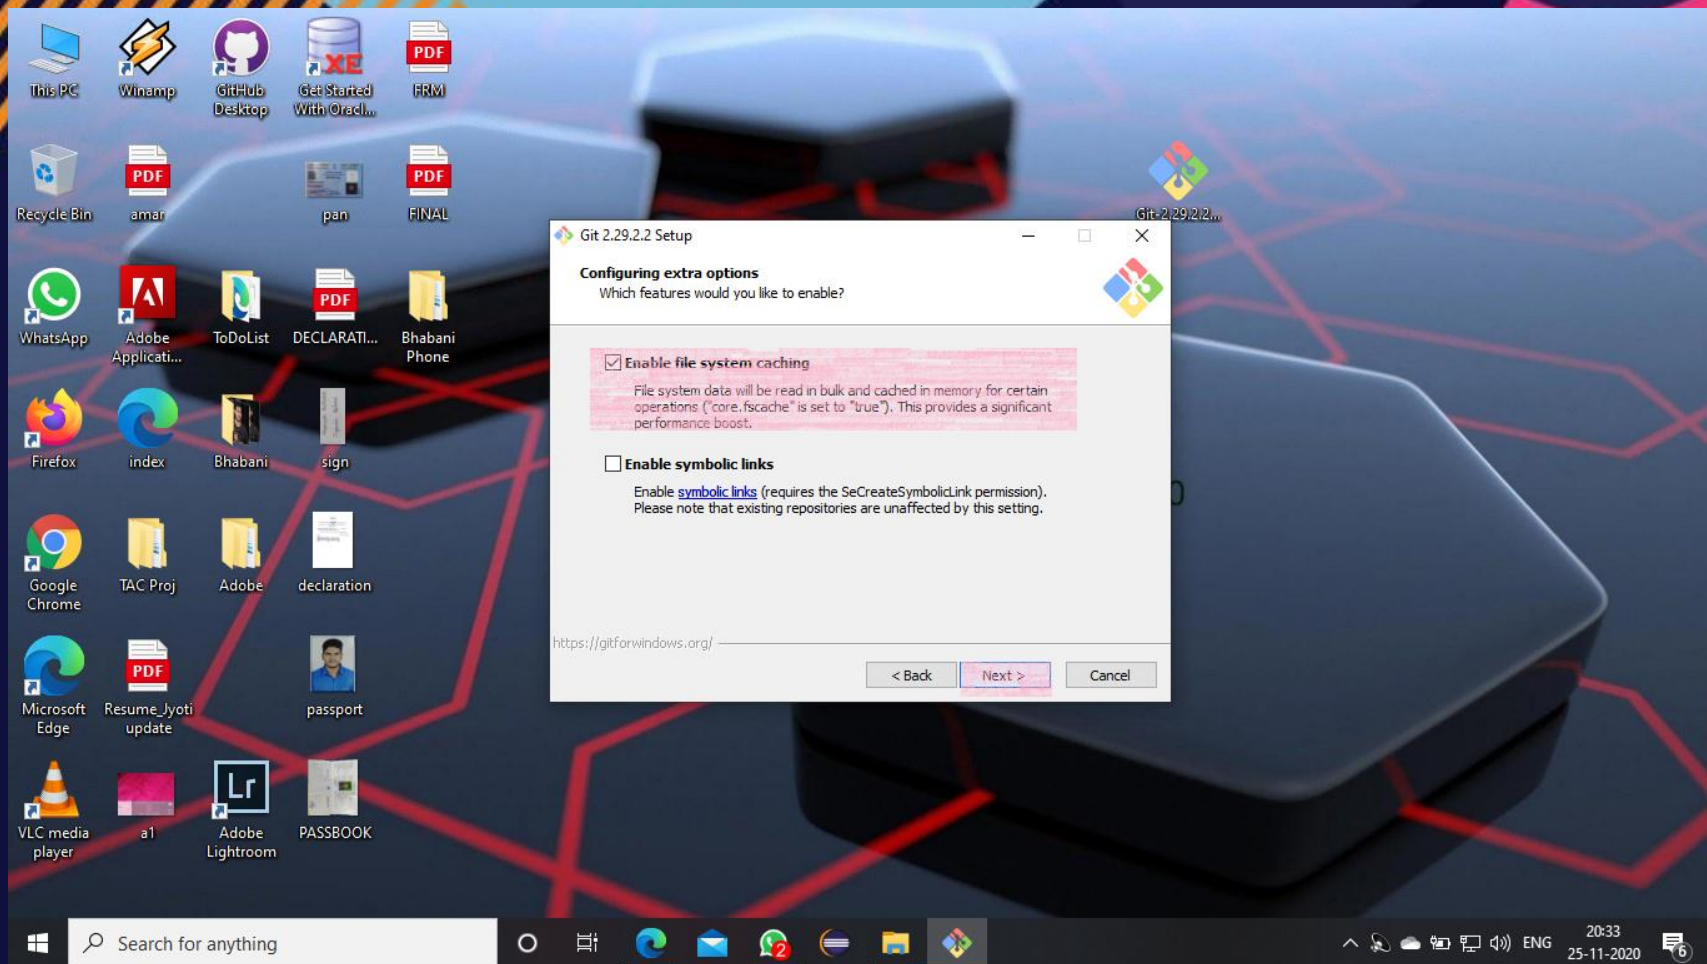 This PC
Winamp
GitHub
Desktop
Get Started
With Oracl...
XE
PDF
FRM
Recycle Bin
PDF
amar
pan
PDF
FINAL
Git-2.29.2.2...
WhatsApp
Adobe
Applicati...
ToDoList
PDF
DECLARATI...
Bhabani
Phone
Firefox
index
Bhabani
sign
Google
Chrome
TAC Proj
Adobe
declaration
Microsoft
Edge
PDF
Resume_Jyoti
update
passport
VLC media
player
a1
Lr
Adobe
Lightroom
PASSBOOK
Git 2.29.2.2 Setup
Configuring extra options
Which features would you like to enable?
Enable file system caching
File system data will be read in bulk and cached in memory for certain
operations ("core.fscache" is set to "true"). This provides a significant
performance boost.
Enable symbolic links
Enable symbolic links (requires the SeCreateSymbolicLink permission).
Please note that existing repositories are unaffected by this setting.
https://gitforwindows.org/
< Back
Next >
Cancel
Search for anything
2
ENG
20:33
25-11-2020
6